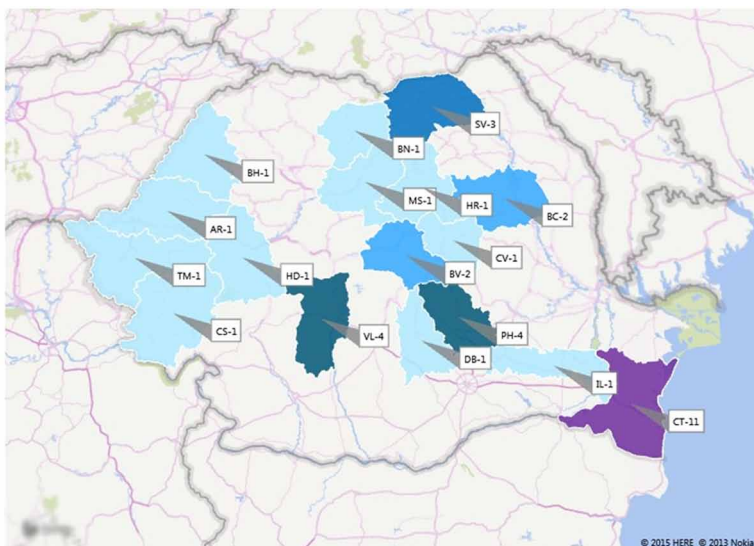 SV-3
BN-1
BH-1
MS-1
HR-1
BC-2
AR-1
CV-1
TM-1
HD-1
BV-2
CS-1
VL-4
PH-4
DB-1
IL-1
CT-11
© 2015 HERE © 2013 Nokia